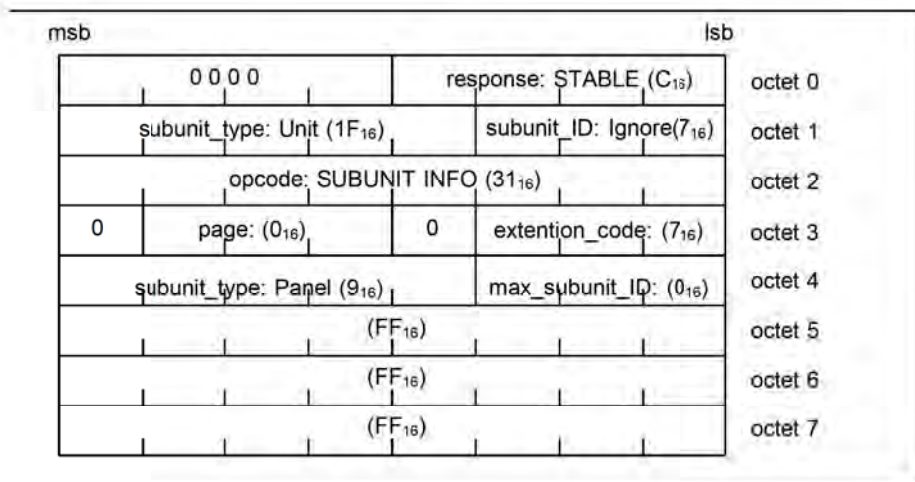 msb lsb
0 0 0 0 response: STABLE (C₁₆) octet 0
subunit_type: Unit (1F₁₆) subunit_ID: Ignore(7₁₆) octet 1
opcode: SUBUNIT INFO (31₁₆) octet 2
0 page: (0₁₆) 0 extention_code: (7₁₆) octet 3
subunit_type: Panel (9₁₆) max_subunit_ID: (0₁₆) octet 4
(FF₁₆) octet 5
(FF₁₆) octet 6
(FF₁₆) octet 7